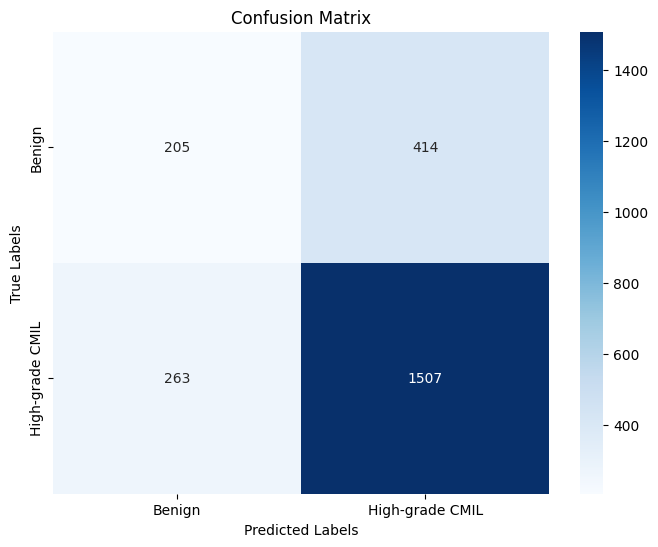 Confusion Matrix
True Labels
Benign
205
414
High-grade CMIL
263
1507
Benign
High-grade CMIL
Predicted Labels
1400
1200
1000
800
600
400